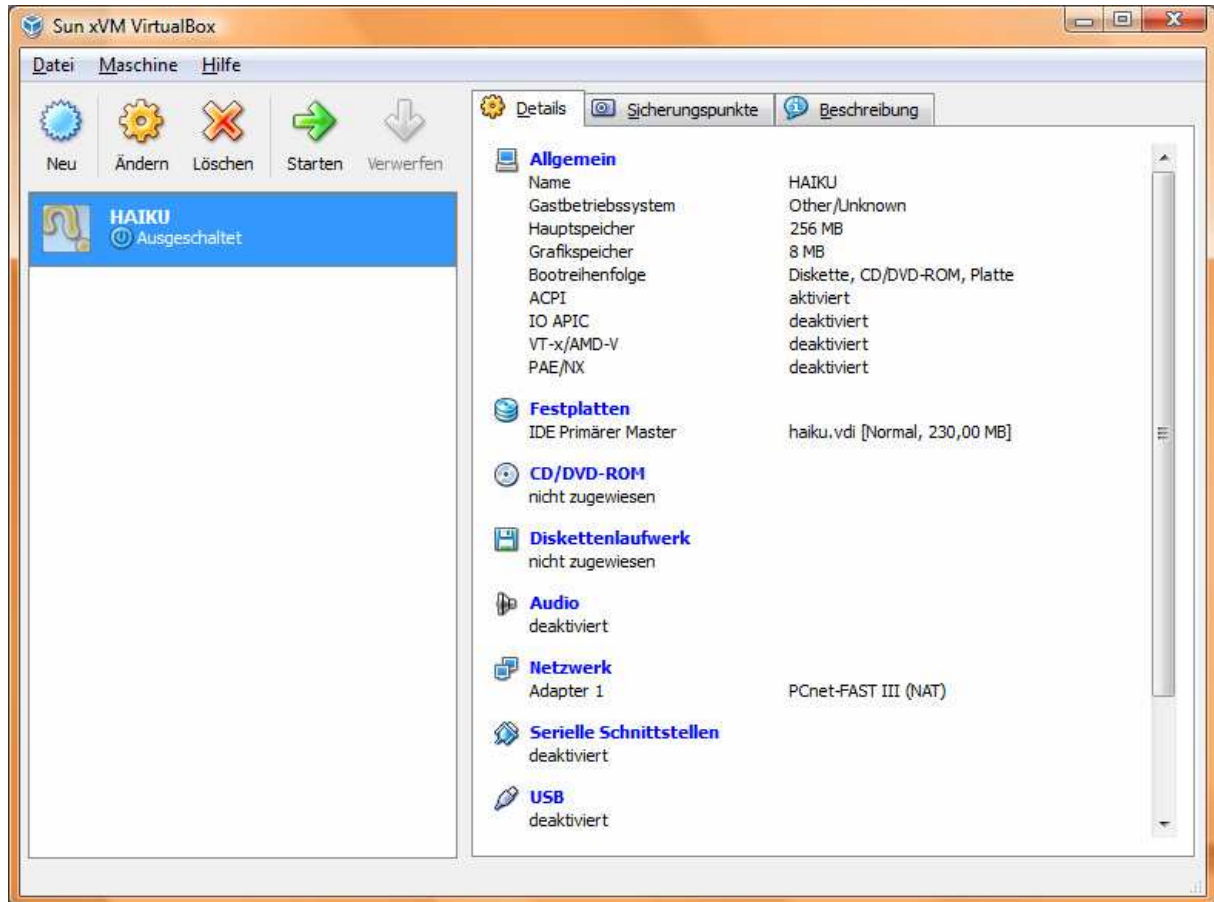 Sun xVM VirtualBox
Datei Maschine Hilfe
Neu Ändern Löschen Starten Verwerfen
HAIKU
Ausgeschaltet
Details Sicherungspunkte Beschreibung
Allgemein
Name HAIKU
Gastbetriebssystem Other/Unknown
Hauptspeicher 256 MB
Grafikspeicher 8 MB
Bootreihenfolge Diskette, CD/DVD-ROM, Platte
ACPI aktiviert
IO APIC deaktiviert
VT-x/AMD-V deaktiviert
PAE/NX deaktiviert
Festplatten
IDE Primärer Master haiku.vdi [Normal, 230,00 MB]
CD/DVD-ROM
nicht zugewiesen
Diskettenlaufwerk
nicht zugewiesen
Audio
deaktiviert
Netzwerk
Adapter 1 PCnet-FAST III (NAT)
Serielle Schnittstellen
deaktiviert
USB
deaktiviert